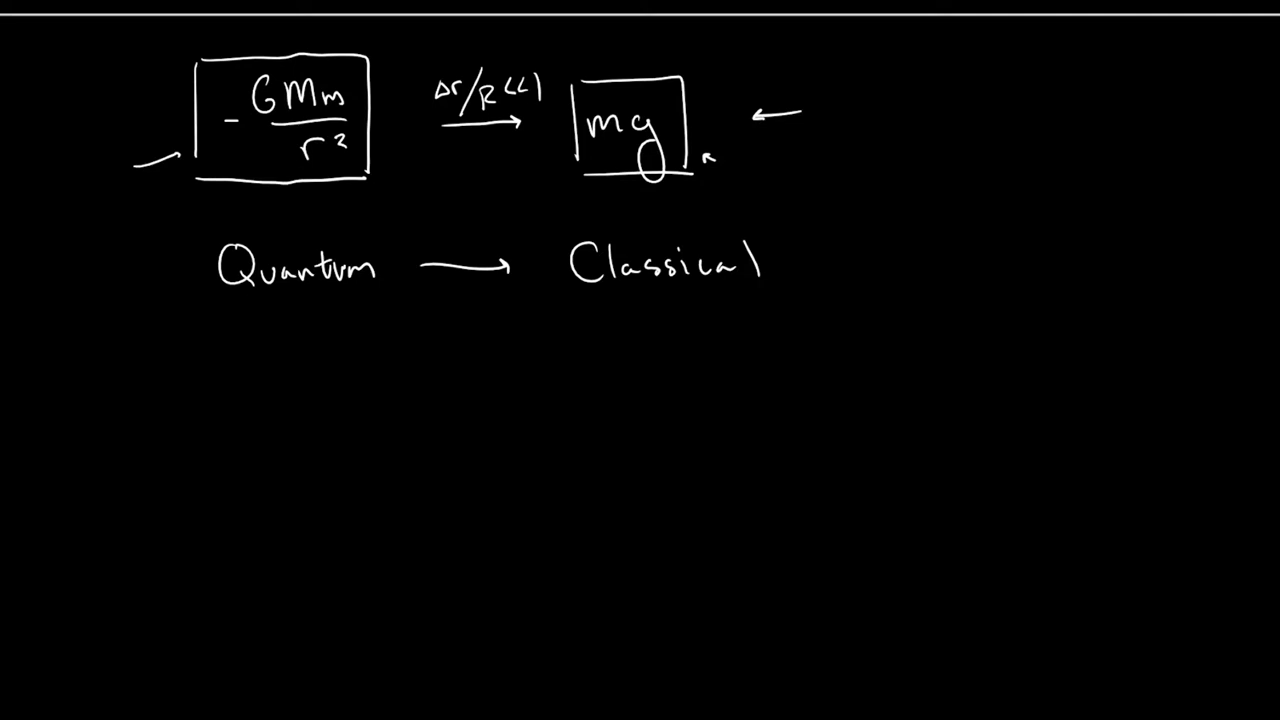 - GMm / r² Δr/R <<1 → mg ←
Quantum → Classical